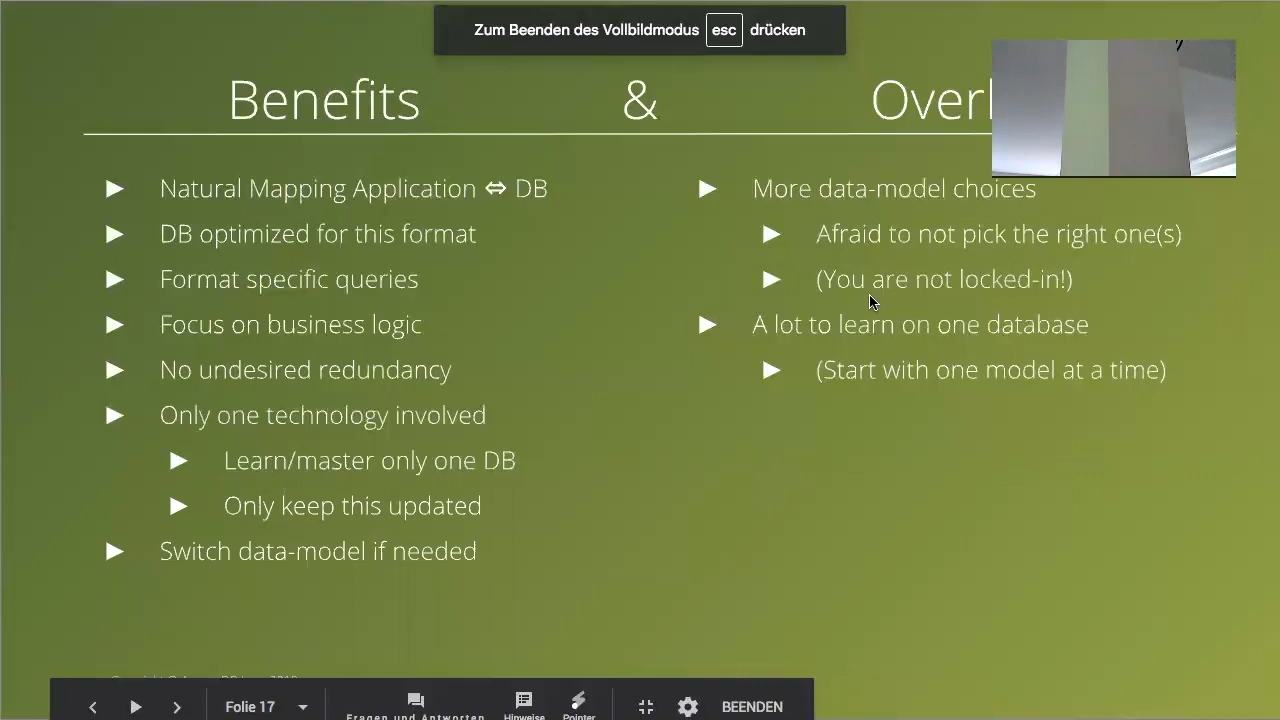 Zum Beenden des Vollbildmodus esc drücken
Benefits & Over
Natural Mapping Application ⇔ DB
DB optimized for this format
Format specific queries
Focus on business logic
No undesired redundancy
Only one technology involved
Learn/master only one DB
Only keep this updated
Switch data-model if needed
More data-model choices
Afraid to not pick the right one(s)
(You are not locked-in!)
A lot to learn on one database
(Start with one model at a time)
Folie 17
Fragen und Antworten
Hinweise
Pointer
BEENDEN